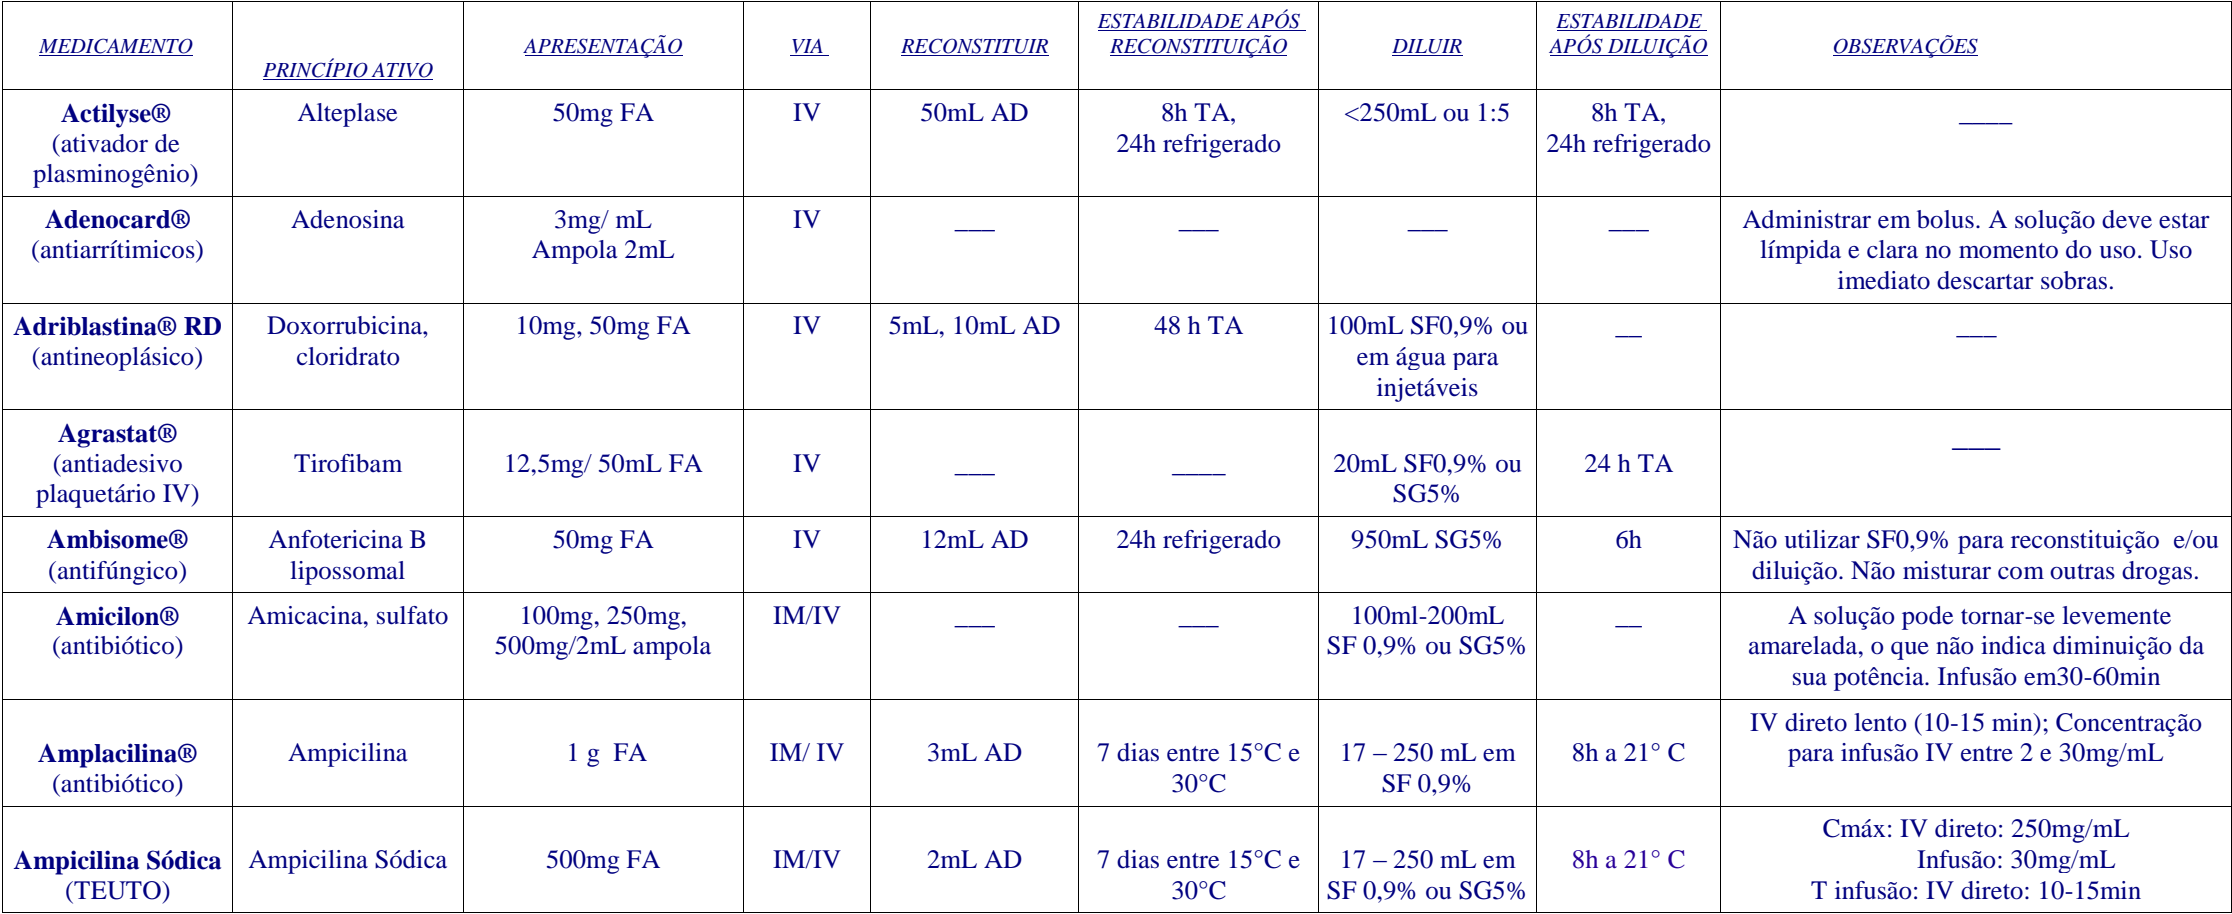 MEDICAMENTO
PRINCÍPIO ATIVO
APRESENTAÇÃO
VIA
RECONSTITUIR
ESTABILIDADE APÓS
RECONSTITUIÇÃO
DILUIR
ESTABILIDADE
APÓS DILUIÇÃO
OBSERVAÇÕES
Actilyse®
(ativador de
plasminogênio)
Alteplase
50mg FA
IV
50mL AD
8h TA,
24h refrigerado
<250mL ou 1:5
8h TA,
24h refrigerado
____
Adenocard®
(antiarrítimicos)
Adenosina
3mg/ mL
Ampola 2mL
IV
___
___
___
___
Administrar em bolus. A solução deve estar
límpida e clara no momento do uso. Uso
imediato descartar sobras.
Adriblastina® RD
(antineoplásico)
Doxorrubicina,
cloridrato
10mg, 50mg FA
IV
5mL, 10mL AD
48 h TA
100mL SF0,9% ou
em água para
injetáveis
__
___
Agrastat®
(antiadesivo
plaquetário IV)
Tirofibam
12,5mg/ 50mL FA
IV
___
____
20mL SF0,9% ou
SG5%
24 h TA
___
Ambisome®
(antifúngico)
Anfotericina B
lipossomal
50mg FA
IV
12mL AD
24h refrigerado
950mL SG5%
6h
Não utilizar SF0,9% para reconstituição e/ou
diluição. Não misturar com outras drogas.
Amicilon®
(antibiótico)
Amicacina, sulfato
100mg, 250mg,
500mg/2mL ampola
IM/IV
___
___
100ml-200mL
SF 0,9% ou SG5%
__
A solução pode tornar-se levemente
amarelada, o que não indica diminuição da
sua potência. Infusão em30-60min
Amplacilina®
(antibiótico)
Ampicilina
1 g FA
IM/ IV
3mL AD
7 dias entre 15°C e
30°C
17 – 250 mL em
SF 0,9%
8h a 21° C
IV direto lento (10-15 min); Concentração
para infusão IV entre 2 e 30mg/mL
Ampicilina Sódica
(TEUTO)
Ampicilina Sódica
500mg FA
IM/IV
2mL AD
7 dias entre 15°C e
30°C
17 – 250 mL em
SF 0,9% ou SG5%
8h a 21° C
Cmáx: IV direto: 250mg/mL
Infusão: 30mg/mL
T infusão: IV direto: 10-15min